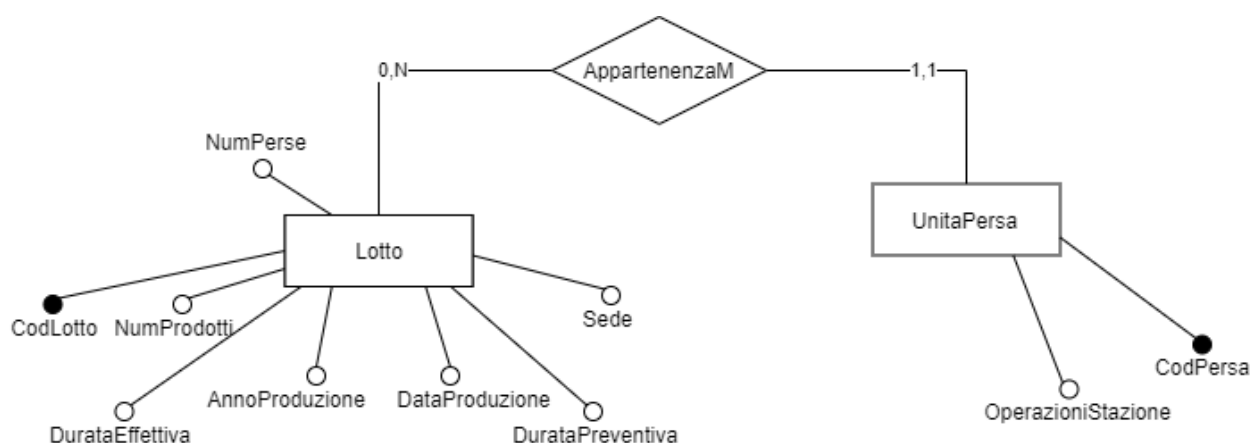 AppartenenzaM
0,N
1,1
NumPerse
UnitaPersa
Lotto
Sede
CodLotto
NumProdotti
CodPersa
AnnoProduzione
DataProduzione
OperazioniStazione
DurataEffettiva
DurataPreventiva